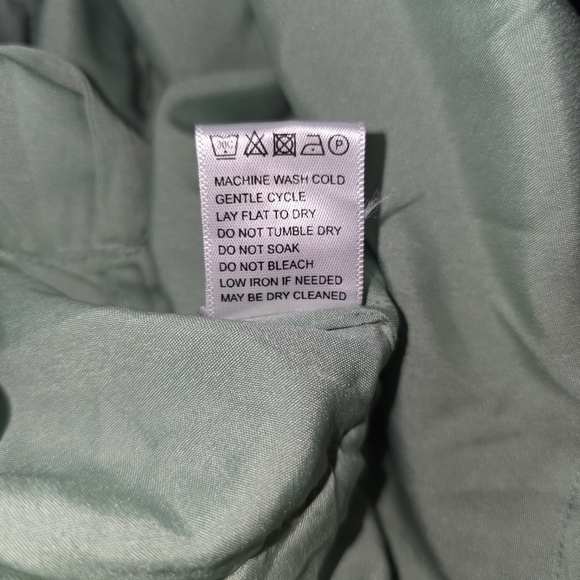 30C
P
MACHINE WASH COLD
GENTLE CYCLE
LAY FLAT TO DRY
DO NOT TUMBLE DRY
DO NOT SOAK
DO NOT BLEACH
LOW IRON IF NEEDED
MAY BE DRY CLEANED